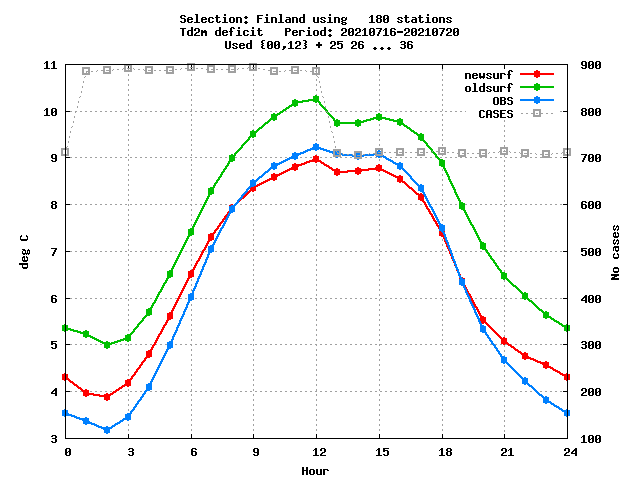 Selection: Finland using   180 stations
Td2m deficit   Period: 20210716-20210720
Used {00,12} + 25 26 ... 36
newsurf
oldsurf
OBS
CASES
11
10
9
8
7
6
5
4
3
deg C
900
800
700
600
500
400
300
200
100
No cases
0 3 6 9 12 15 18 21 24
Hour